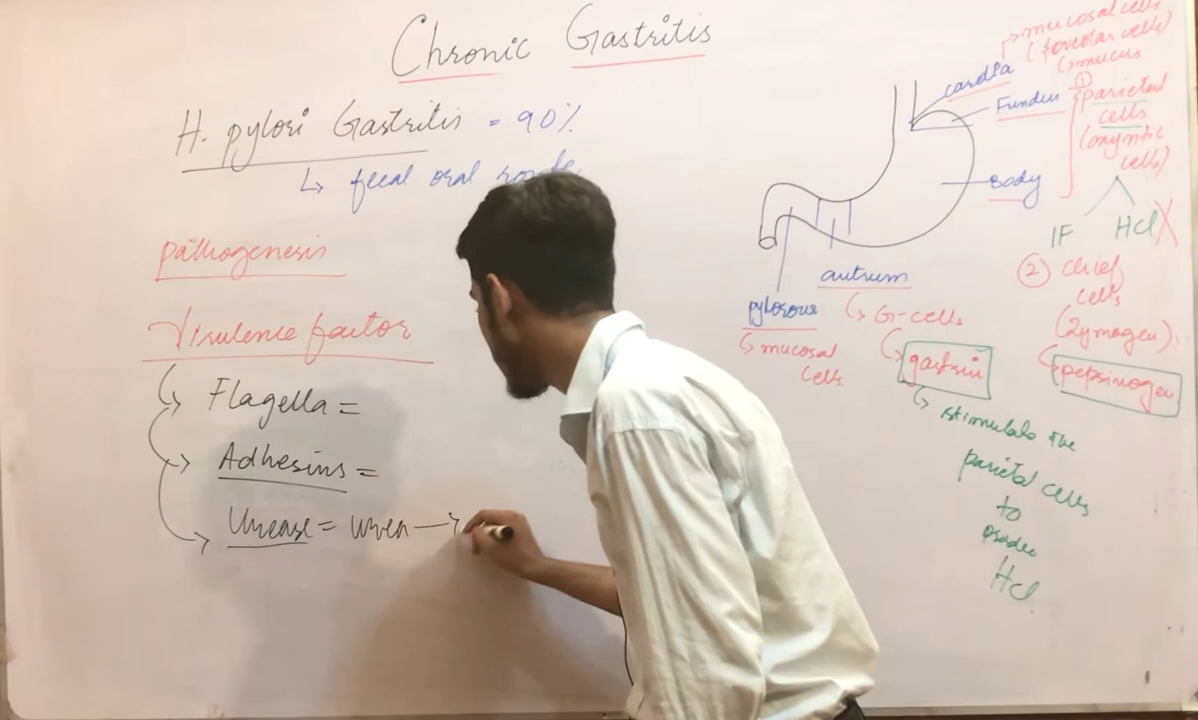 Chronic Gastritis
H. pylori Gastritis = 90%
↳ fecal oral route
Pathogenesis
Virulence factor
↳ Flagella =
↳ Adhesins =
↳ Urease = urea →
cardia
→ mucosal cells
(foveolar cells)
↳ mucus
Fundus
Body
① parietal
cells
(oxyntic
cells)
IF HCl X
② chief
cells
(Zymogen)
↳ pepsinogen
antrum
↳ G-cells
↳ gastrin
↳ stimulate the
parietal cells
to
HCl
pylorous
↳ mucosal
cells.